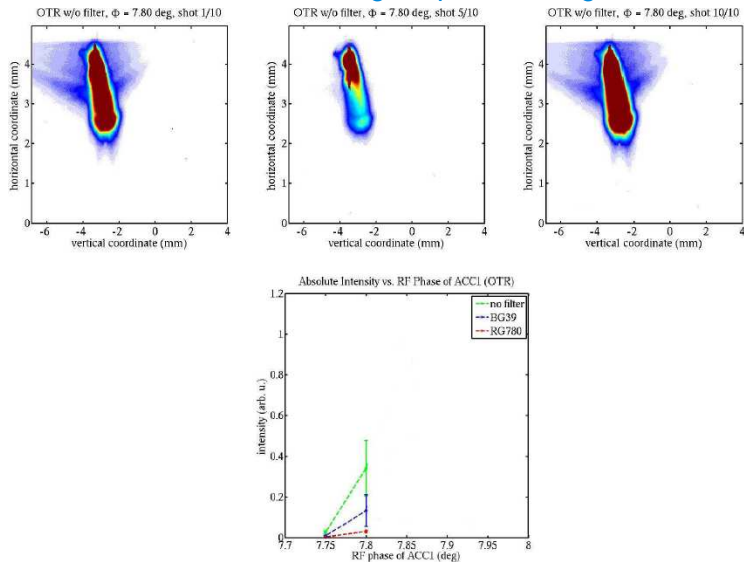 OTR w/o filter, Φ = 7.80 deg, shot 1/10
OTR w/o filter, Φ = 7.80 deg, shot 5/10
OTR w/o filter, Φ = 7.80 deg, shot 10/10
horizontal coordinate (mm)
4
3
2
1
0
-6 -4 -2 0 2 4
vertical coordinate (mm)
horizontal coordinate (mm)
4
3
2
1
0
-6 -4 -2 0 2 4
vertical coordinate (mm)
horizontal coordinate (mm)
4
3
2
1
0
-6 -4 -2 0 2 4
vertical coordinate (mm)
Absolute Intensity vs. RF Phase of ACC1 (OTR)
intensity (arb. u.)
1.2
1
0.8
0.6
0.4
0.2
0
no filter
BG39
RG780
7.7 7.75 7.8 7.85 7.9 7.95 8
RF phase of ACC1 (deg)